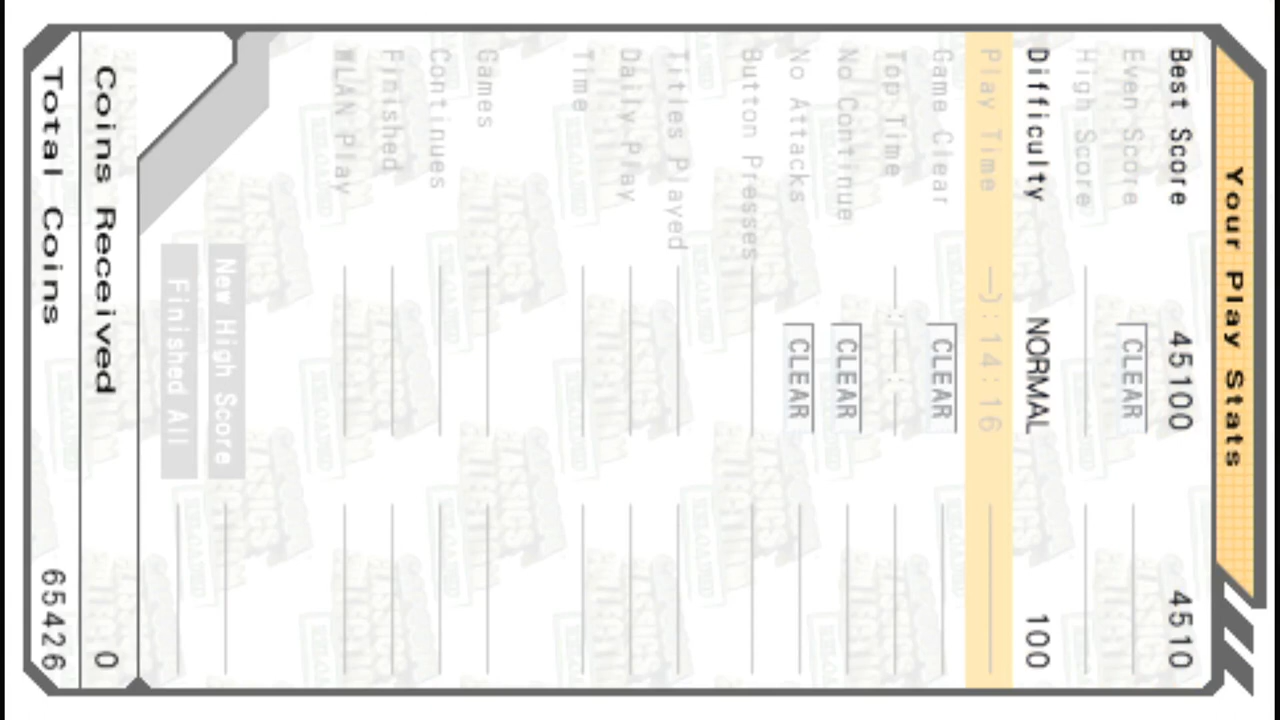 Your Play Stats
Best Score 45100 4510
Even Score CLEAR
High Score
Difficulty NORMAL 100
Play Time :14:16
Game Clear CLEAR
Top Time
No Continue CLEAR
No Attacks CLEAR
Button Presses
Titles Played
Daily Play
Time
Games
Continues
Finished
WLAN Play
New High Score
Finished All
Coins Received 0
Total Coins 65426